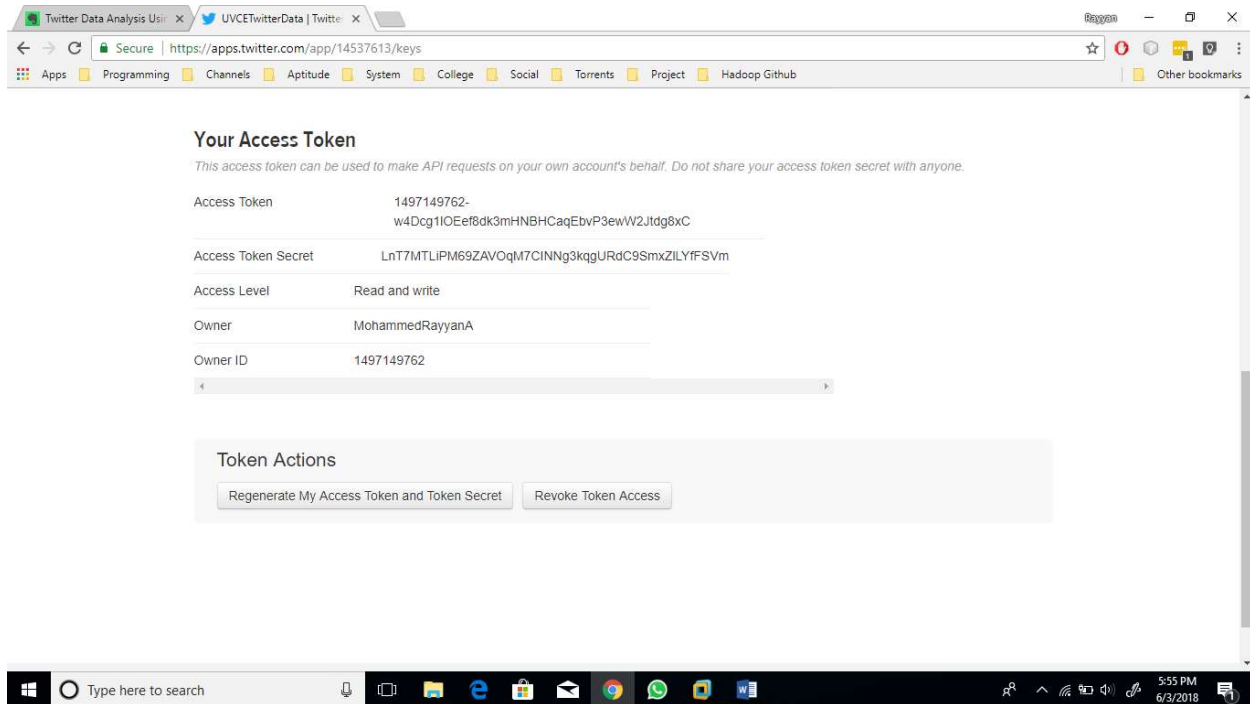 Twitter Data Analysis Usin
UVCETwitterData | Twitte
Rayyan
Secure | https://apps.twitter.com/app/14537613/keys
Apps Programming Channels Aptitude System College Social Torrents Project Hadoop Github Other bookmarks
Your Access Token
This access token can be used to make API requests on your own account's behalf. Do not share your access token secret with anyone.
Access Token 1497149762-
Access Token Secret
Access Level Read and write
Owner MohammedRayyanA
Owner ID 1497149762
Token Actions
Regenerate My Access Token and Token Secret Revoke Token Access
Type here to search
5:55 PM
6/3/2018